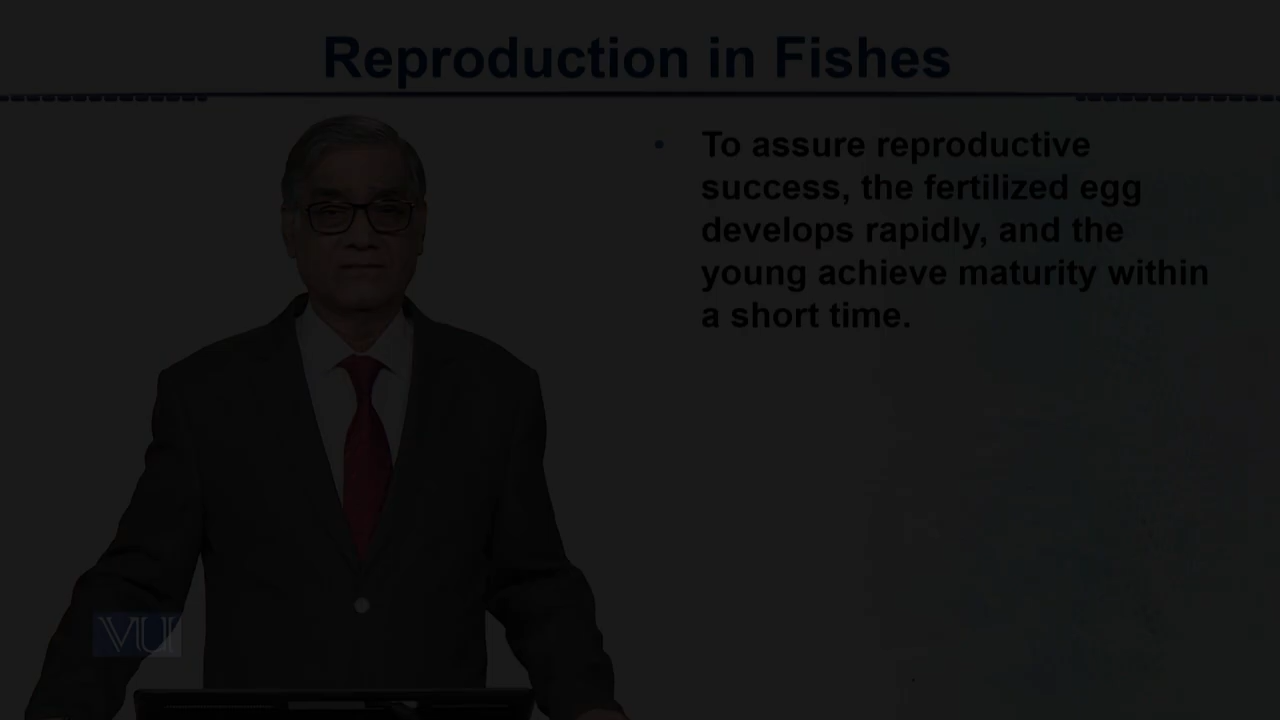 Reproduction in Fishes
• To assure reproductive
success, the fertilized egg
develops rapidly, and the
young achieve maturity within
a short time.
VU